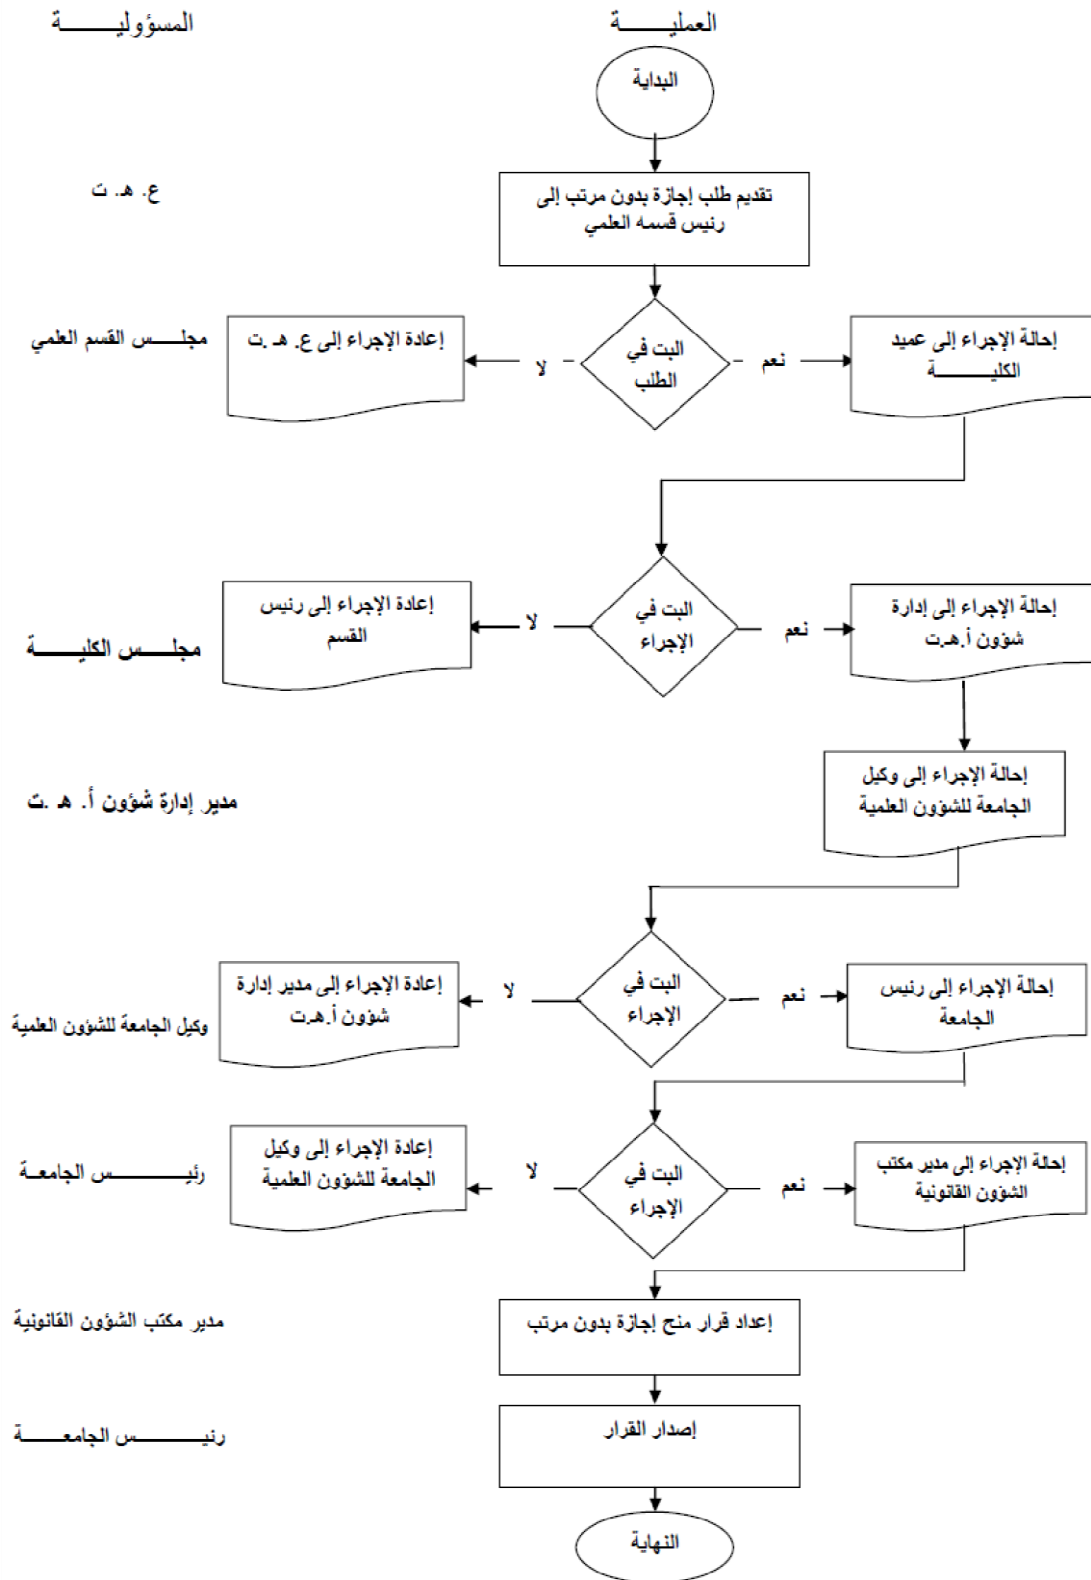 العمليـــــة
المسؤوليـــــة
البداية
تقديم طلب إجازة بدون مرتب إلى
رئيس قسمه العلمي
ع. هـ. ت
البت في
الطلب
نعم
إحالة الإجراء إلى عميد
الكليـــــة
لا
إعادة الإجراء إلى ع. هـ .ت
مجلـــس القسم العلمي
البت في
الإجراء
نعم
إحالة الإجراء إلى إدارة
شؤون أ.هـ.ت
لا
إعادة الإجراء إلى رئيس
القسم
مجلـــس الكليـــــة
إحالة الإجراء إلى وكيل
الجامعة للشؤون العلمية
مدير إدارة شؤون أ. هـ .ت
البت في
الإجراء
نعم
إحالة الإجراء إلى رئيس
الجامعة
لا
إعادة الإجراء إلى مدير إدارة
شؤون أ.هـ.ت
وكيل الجامعة للشؤون العلمية
البت في
الإجراء
نعم
إحالة الإجراء إلى مدير مكتب
الشؤون القانونية
لا
إعادة الإجراء إلى وكيل
الجامعة للشؤون العلمية
رئيـــــس الجامعـة
إعداد قرار منح إجازة بدون مرتب
مدير مكتب الشؤون القانونية
إصدار القرار
رئيـــــس الجامعـــــة
النهاية